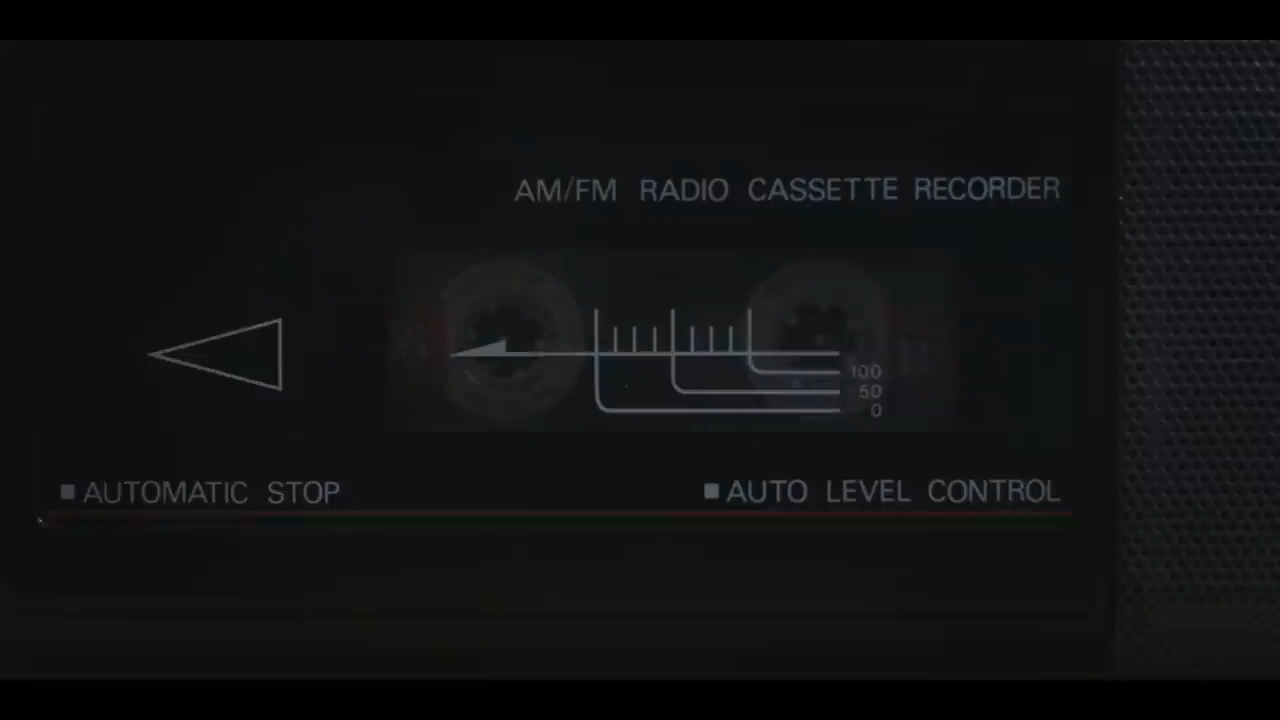 AM/FM RADIO CASSETTE RECORDER
100
50
0
AUTOMATIC STOP
AUTO LEVEL CONTROL